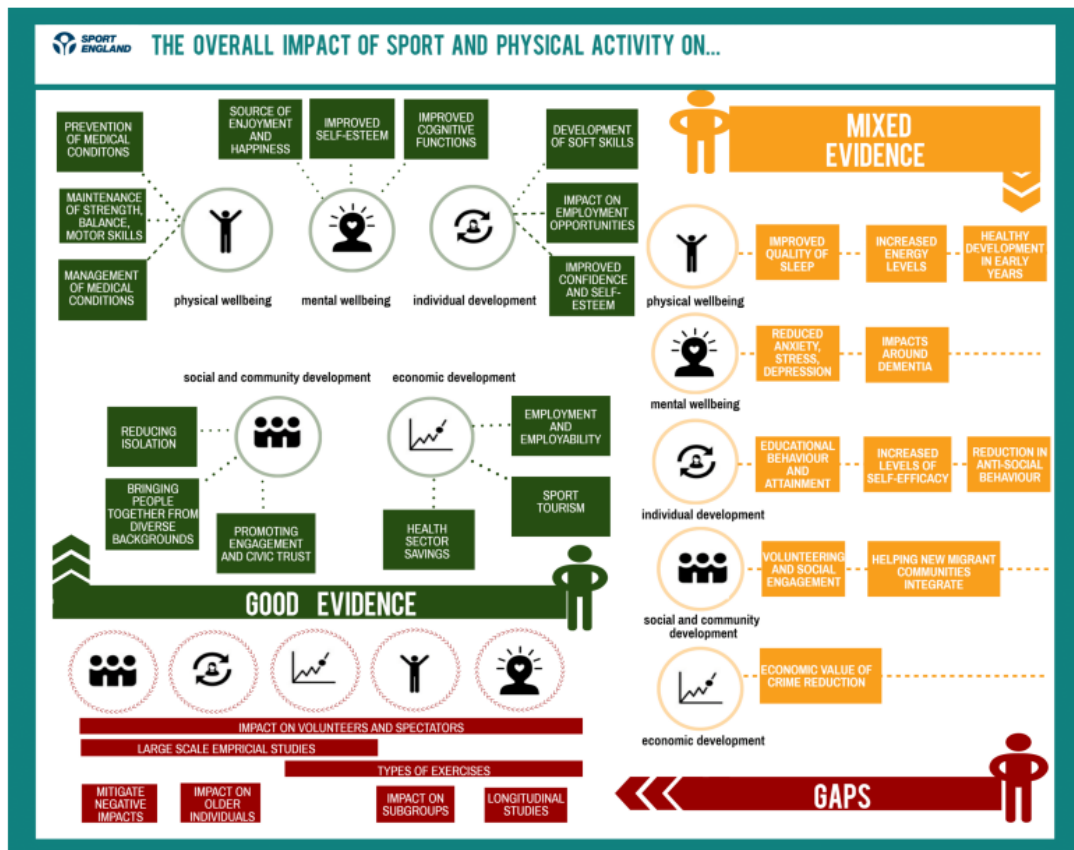 SPORT
ENGLAND
THE OVERALL IMPACT OF SPORT AND PHYSICAL ACTIVITY ON...
PREVENTION
OF MEDICAL
CONDITONS
MAINTENANCE
OF STRENGTH,
BALANCE,
MOTOR SKILLS
MANAGEMENT
OF MEDICAL
CONDITIONS
physical wellbeing
SOURCE OF
ENJOYMENT
AND
HAPPINESS
IMPROVED
SELF-ESTEEM
IMPROVED
COGNITIVE
FUNCTIONS
mental wellbeing
DEVELOPMENT
OF SOFT SKILLS
IMPACT ON
EMPLOYMENT
OPPORTUNITIES
IMPROVED
CONFIDENCE
AND SELF-
ESTEEM
individual development
social and community development
REDUCING
ISOLATION
BRINGING
PEOPLE
TOGETHER FROM
DIVERSE
BACKGROUNDS
PROMOTING
ENGAGEMENT
AND CIVIC TRUST
economic development
EMPLOYMENT
AND
EMPLOYABILITY
SPORT
TOURISM
HEALTH
SECTOR
SAVINGS
GOOD EVIDENCE
MIXED
EVIDENCE
physical wellbeing
IMPROVED
QUALITY OF
SLEEP
INCREASED
ENERGY
LEVELS
HEALTHY
DEVELOPMENT
IN EARLY
YEARS
mental wellbeing
REDUCED
ANXIETY,
STRESS,
DEPRESSION
IMPACTS
AROUND
DEMENTIA
individual development
EDUCATIONAL
BEHAVIOUR
AND
ATTAINMENT
INCREASED
LEVELS OF
SELF-EFFICACY
REDUCTION IN
ANTI-SOCIAL
BEHAVIOUR
social and community
development
VOLUNTEERING
AND SOCIAL
ENGAGEMENT
HELPING NEW MIGRANT
COMMUNITIES
INTEGRATE
economic development
ECONOMIC VALUE OF
CRIME REDUCTION
IMPACT ON VOLUNTEERS AND SPECTATORS
LARGE SCALE EMPRICIAL STUDIES
TYPES OF EXERCISES
MITIGATE
NEGATIVE
IMPACTS
IMPACT ON
OLDER
INDIVIDUALS
IMPACT ON
SUBGROUPS
LONGITUDINAL
STUDIES
GAPS